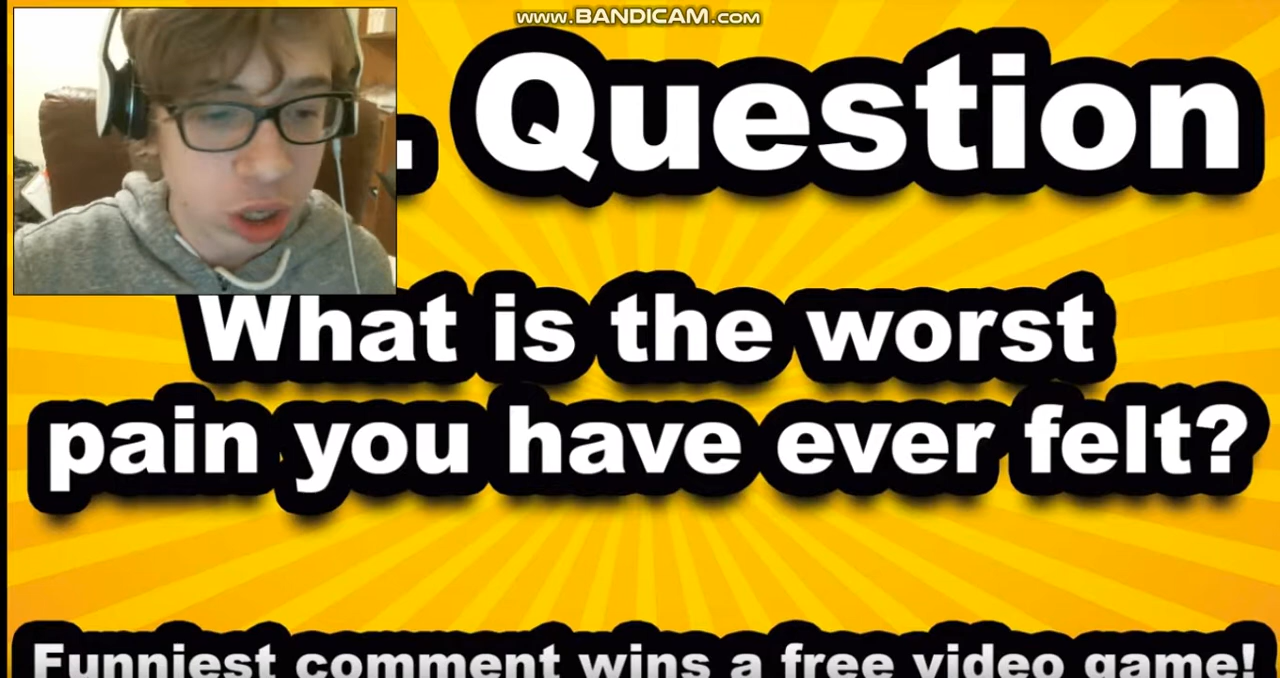 www.BANDICAM.com
. Question
What is the worst
pain you have ever felt?
Funniest comment wins a free video game!